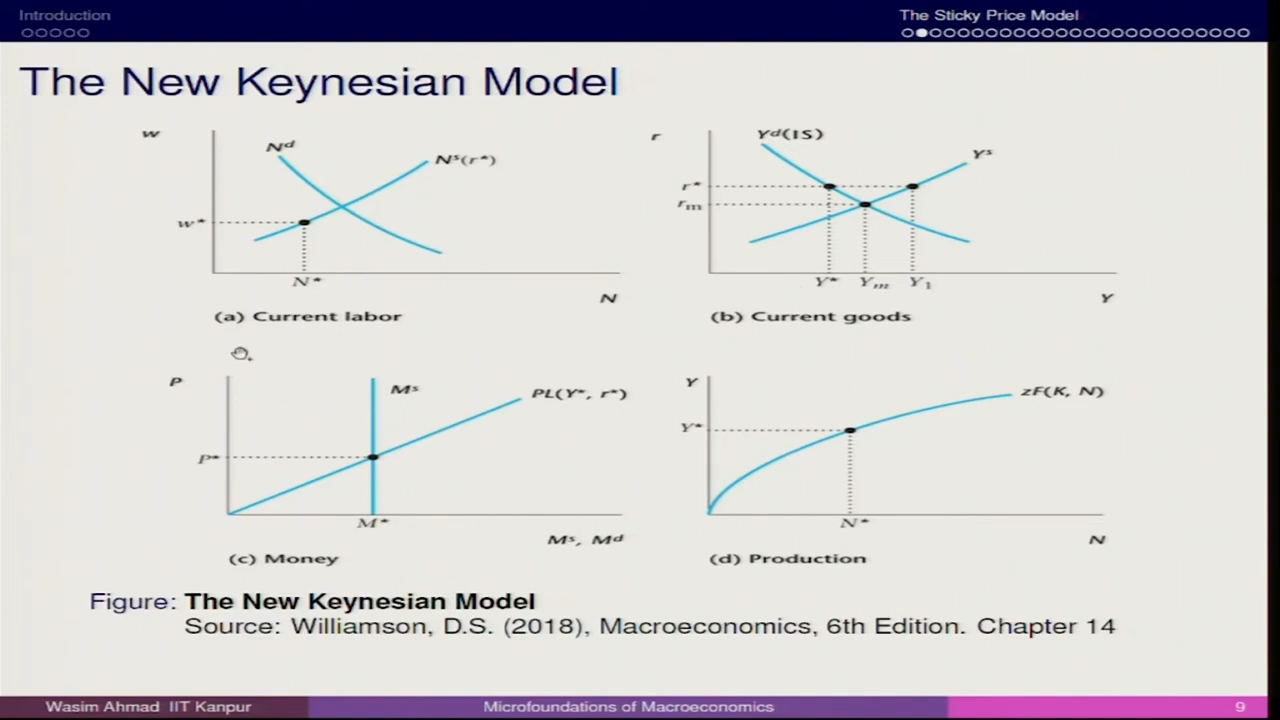 Introduction
The Sticky Price Model
The New Keynesian Model
w
Nᵈ
Nˢ(r*)
w*
N*
N
(a) Current labor
r
Yᵈ(IS)
Yˢ
r*
rₘ
Y* Yₘ Y₁
Y
(b) Current goods
P
Mˢ
PL(Y*, r*)
P*
M*
Mˢ, Mᵈ
(c) Money
Y
zF(K, N)
Y*
N*
N
(d) Production
Figure: The New Keynesian Model
Source: Williamson, D.S. (2018), Macroeconomics, 6th Edition. Chapter 14
Wasim Ahmad IIT Kanpur
Microfoundations of Macroeconomics
9